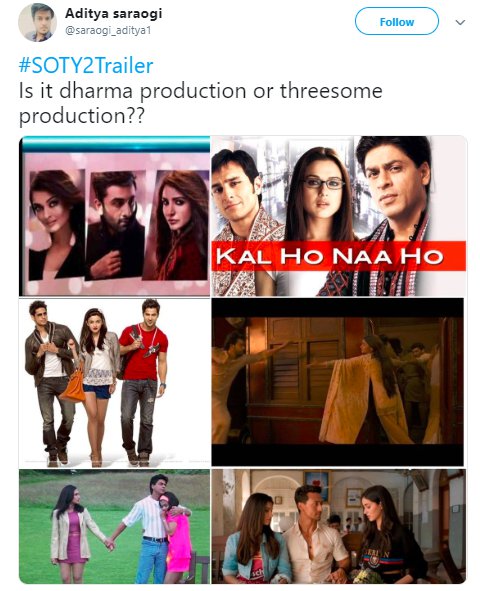 Aditya saraogi
@saraogi_aditya1
Follow
#SOTY2Trailer
Is it dharma production or threesome
production??
KAL HO NAA HO